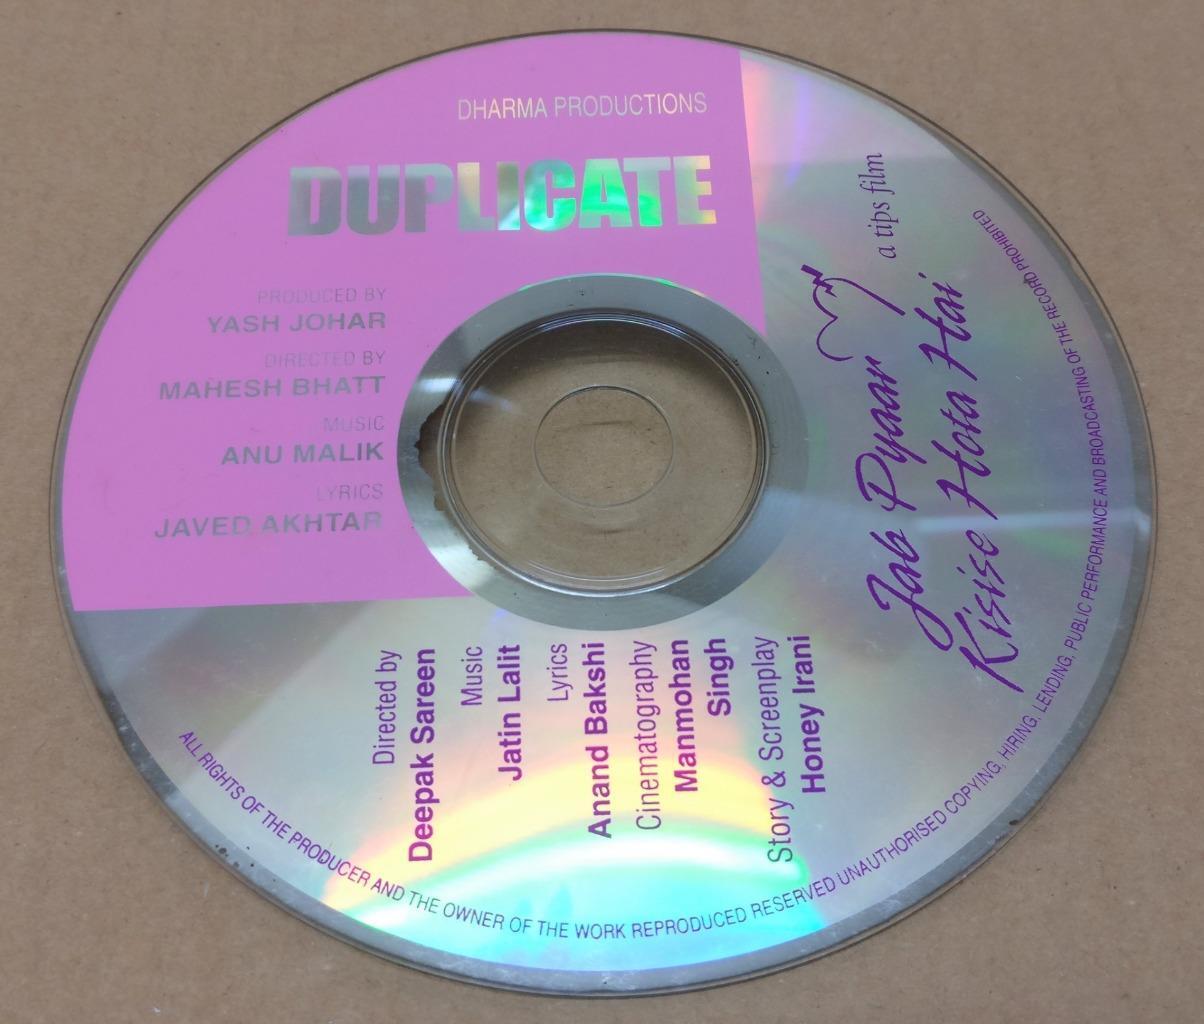 DHARMA PRODUCTIONS
DUPLICATE
PRODUCED BY
YASH JOHAR
DIRECTED BY
MAHESH BHATT
MUSIC
ANU MALIK
LYRICS
JAVED AKHTAR
a tips film
Jab Pyaar
Kisise Hota Hai
Directed by
Deepak Sareen
Music
Jatin Lalit
Lyrics
Anand Bakshi
Cinematography
Manmohan
Singh
Story & Screenplay
Honey Irani
ALL RIGHTS OF THE PRODUCER AND THE OWNER OF THE WORK REPRODUCED RESERVED UNAUTHORISED COPYING, HIRING, LENDING, PUBLIC PERFORMANCE AND BROADCASTING OF THE RECORD PROHIBITED